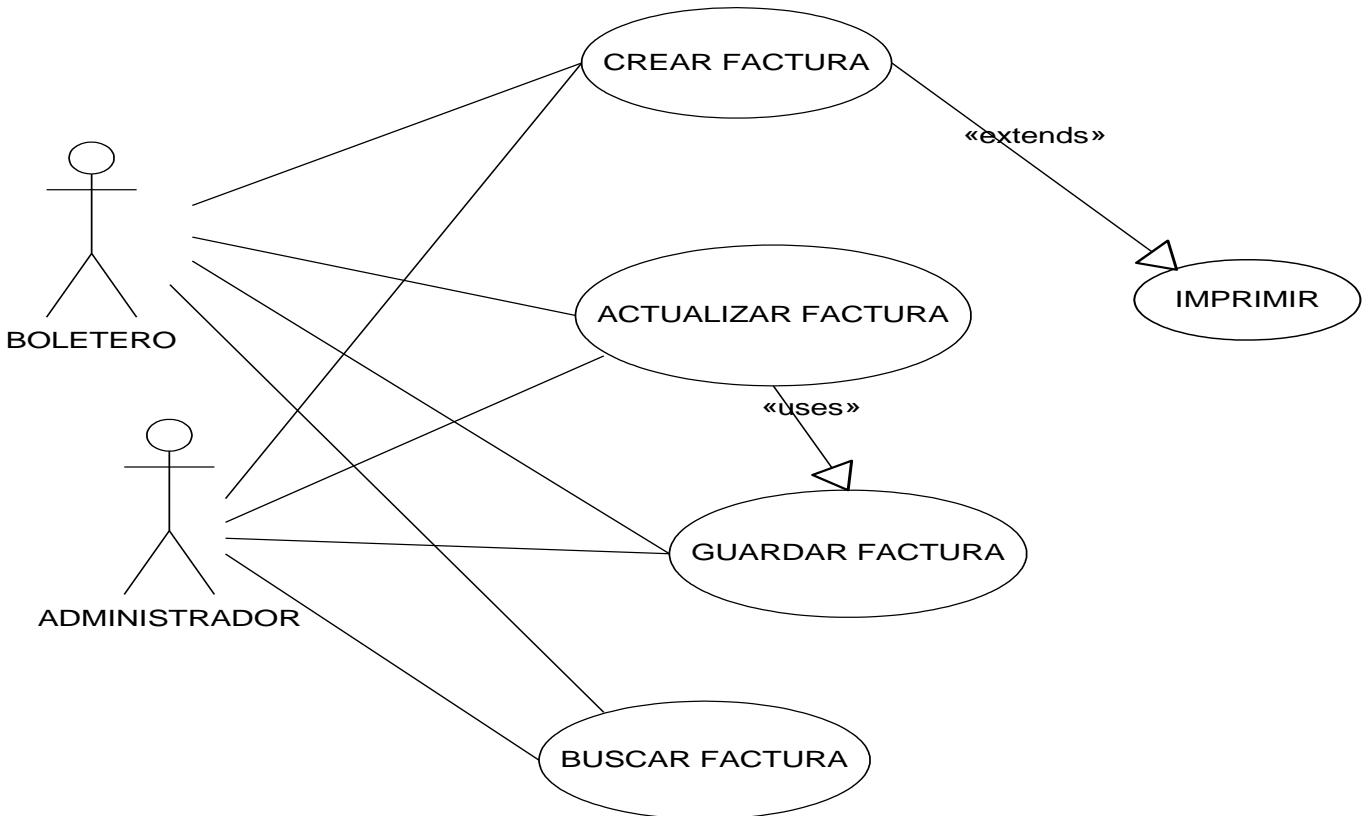 CREAR FACTURA
«extends»
IMPRIMIR
BOLETERO
ACTUALIZAR FACTURA
«uses»
ADMINISTRADOR
GUARDAR FACTURA
BUSCAR FACTURA